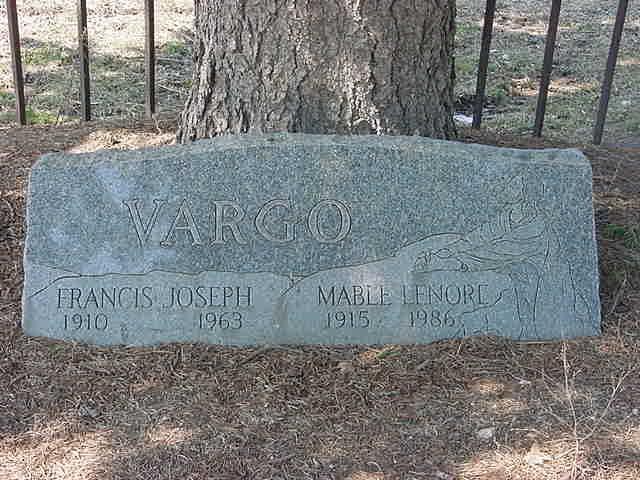 VARGO
FRANCIS JOSEPH MABLE LENORE
1910 1963 1915 1986